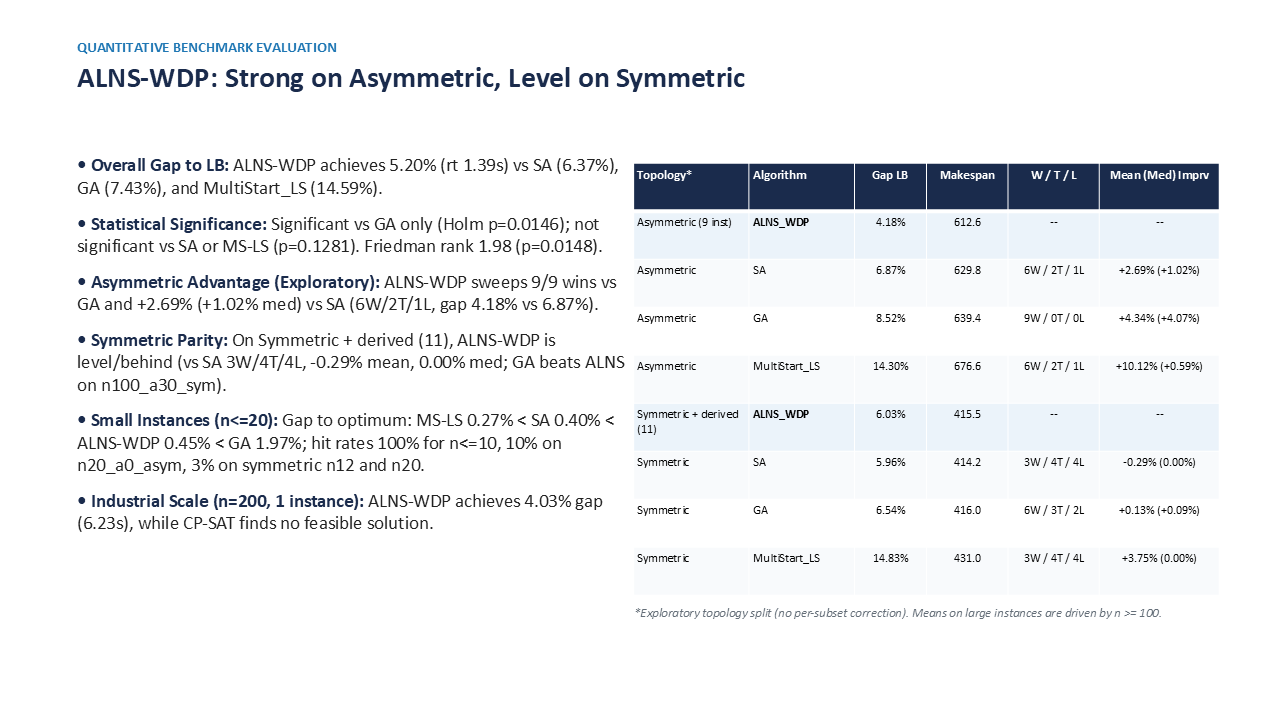 QUANTITATIVE BENCHMARK EVALUATION
ALNS-WDP: Strong on Asymmetric, Level on Symmetric
• Overall Gap to LB: ALNS-WDP achieves 5.20% (rt 1.39s) vs SA (6.37%),
GA (7.43%), and MultiStart_LS (14.59%).
• Statistical Significance: Significant vs GA only (Holm p=0.0146); not
significant vs SA or MS-LS (p=0.1281). Friedman rank 1.98 (p=0.0148).
• Asymmetric Advantage (Exploratory): ALNS-WDP sweeps 9/9 wins vs
GA and +2.69% (+1.02% med) vs SA (6W/2T/1L, gap 4.18% vs 6.87%).
• Symmetric Parity: On Symmetric + derived (11), ALNS-WDP is
level/behind (vs SA 3W/4T/4L, -0.29% mean, 0.00% med; GA beats ALNS
on n100_a30_sym).
• Small Instances (n<=20): Gap to optimum: MS-LS 0.27% < SA 0.40% <
ALNS-WDP 0.45% < GA 1.97%; hit rates 100% for n<=10, 10% on
n20_a0_asym, 3% on symmetric n12 and n20.
• Industrial Scale (n=200, 1 instance): ALNS-WDP achieves 4.03% gap
(6.23s), while CP-SAT finds no feasible solution.
Topology* Algorithm Gap LB Makespan W / T / L Mean (Med) Imprv
Asymmetric (9 inst) ALNS_WDP 4.18% 612.6 -- --
Asymmetric SA 6.87% 629.8 6W / 2T / 1L +2.69% (+1.02%)
Asymmetric GA 8.52% 639.4 9W / 0T / 0L +4.34% (+4.07%)
Asymmetric MultiStart_LS 14.30% 676.6 6W / 2T / 1L +10.12% (+0.59%)
Symmetric + derived ALNS_WDP 6.03% 415.5 -- --
(11)
Symmetric SA 5.96% 414.2 3W / 4T / 4L -0.29% (0.00%)
Symmetric GA 6.54% 416.0 6W / 3T / 2L +0.13% (+0.09%)
Symmetric MultiStart_LS 14.83% 431.0 3W / 4T / 4L +3.75% (0.00%)
*Exploratory topology split (no per-subset correction). Means on large instances are driven by n >= 100.